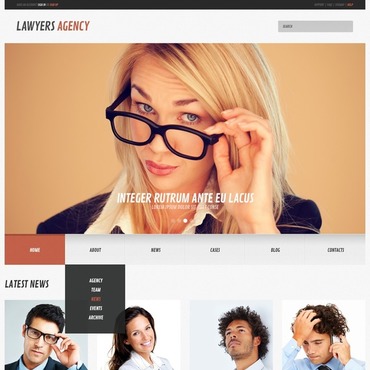 LAWYERS AGENCY
SEARCH
INTEGER RUTRUM ANTE EU LACUS
HOME
ABOUT
NEWS
CASES
BLOG
CONTACTS
AGENCY
TEAM
NEWS
EVENTS
ARCHIVE
LATEST NEWS